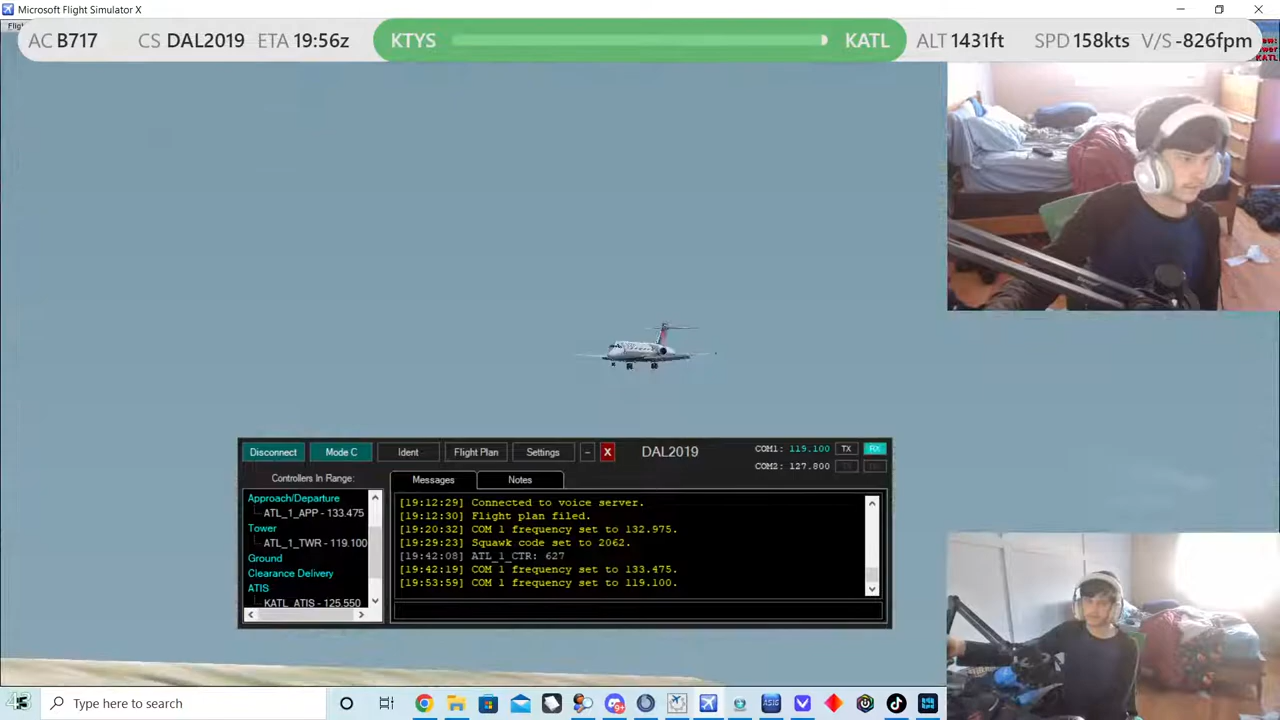 Microsoft Flight Simulator X
AC B717 CS DAL2019 ETA 19:56z KTYS KATL ALT 1431ft SPD 158kts V/S -826fpm
KATL
Disconnect Mode C Ident Flight Plan Settings - X DAL2019 COM1: 119.100 TX RX
COM2: 127.800 TX RX
Controllers In Range:
Messages Notes
Approach/Departure
ATL_1_APP - 133.475
Tower
ATL_1_TWR - 119.100
Ground
Clearance Delivery
ATIS
KATL_ATIS - 125.550
[19:12:29] Connected to voice server.
[19:12:30] Flight plan filed.
[19:20:32] COM 1 frequency set to 132.975.
[19:29:23] Squawk code set to 2062.
[19:42:08] ATL_1_CTR: 627
[19:42:19] COM 1 frequency set to 133.475.
[19:53:59] COM 1 frequency set to 119.100.
Type here to search